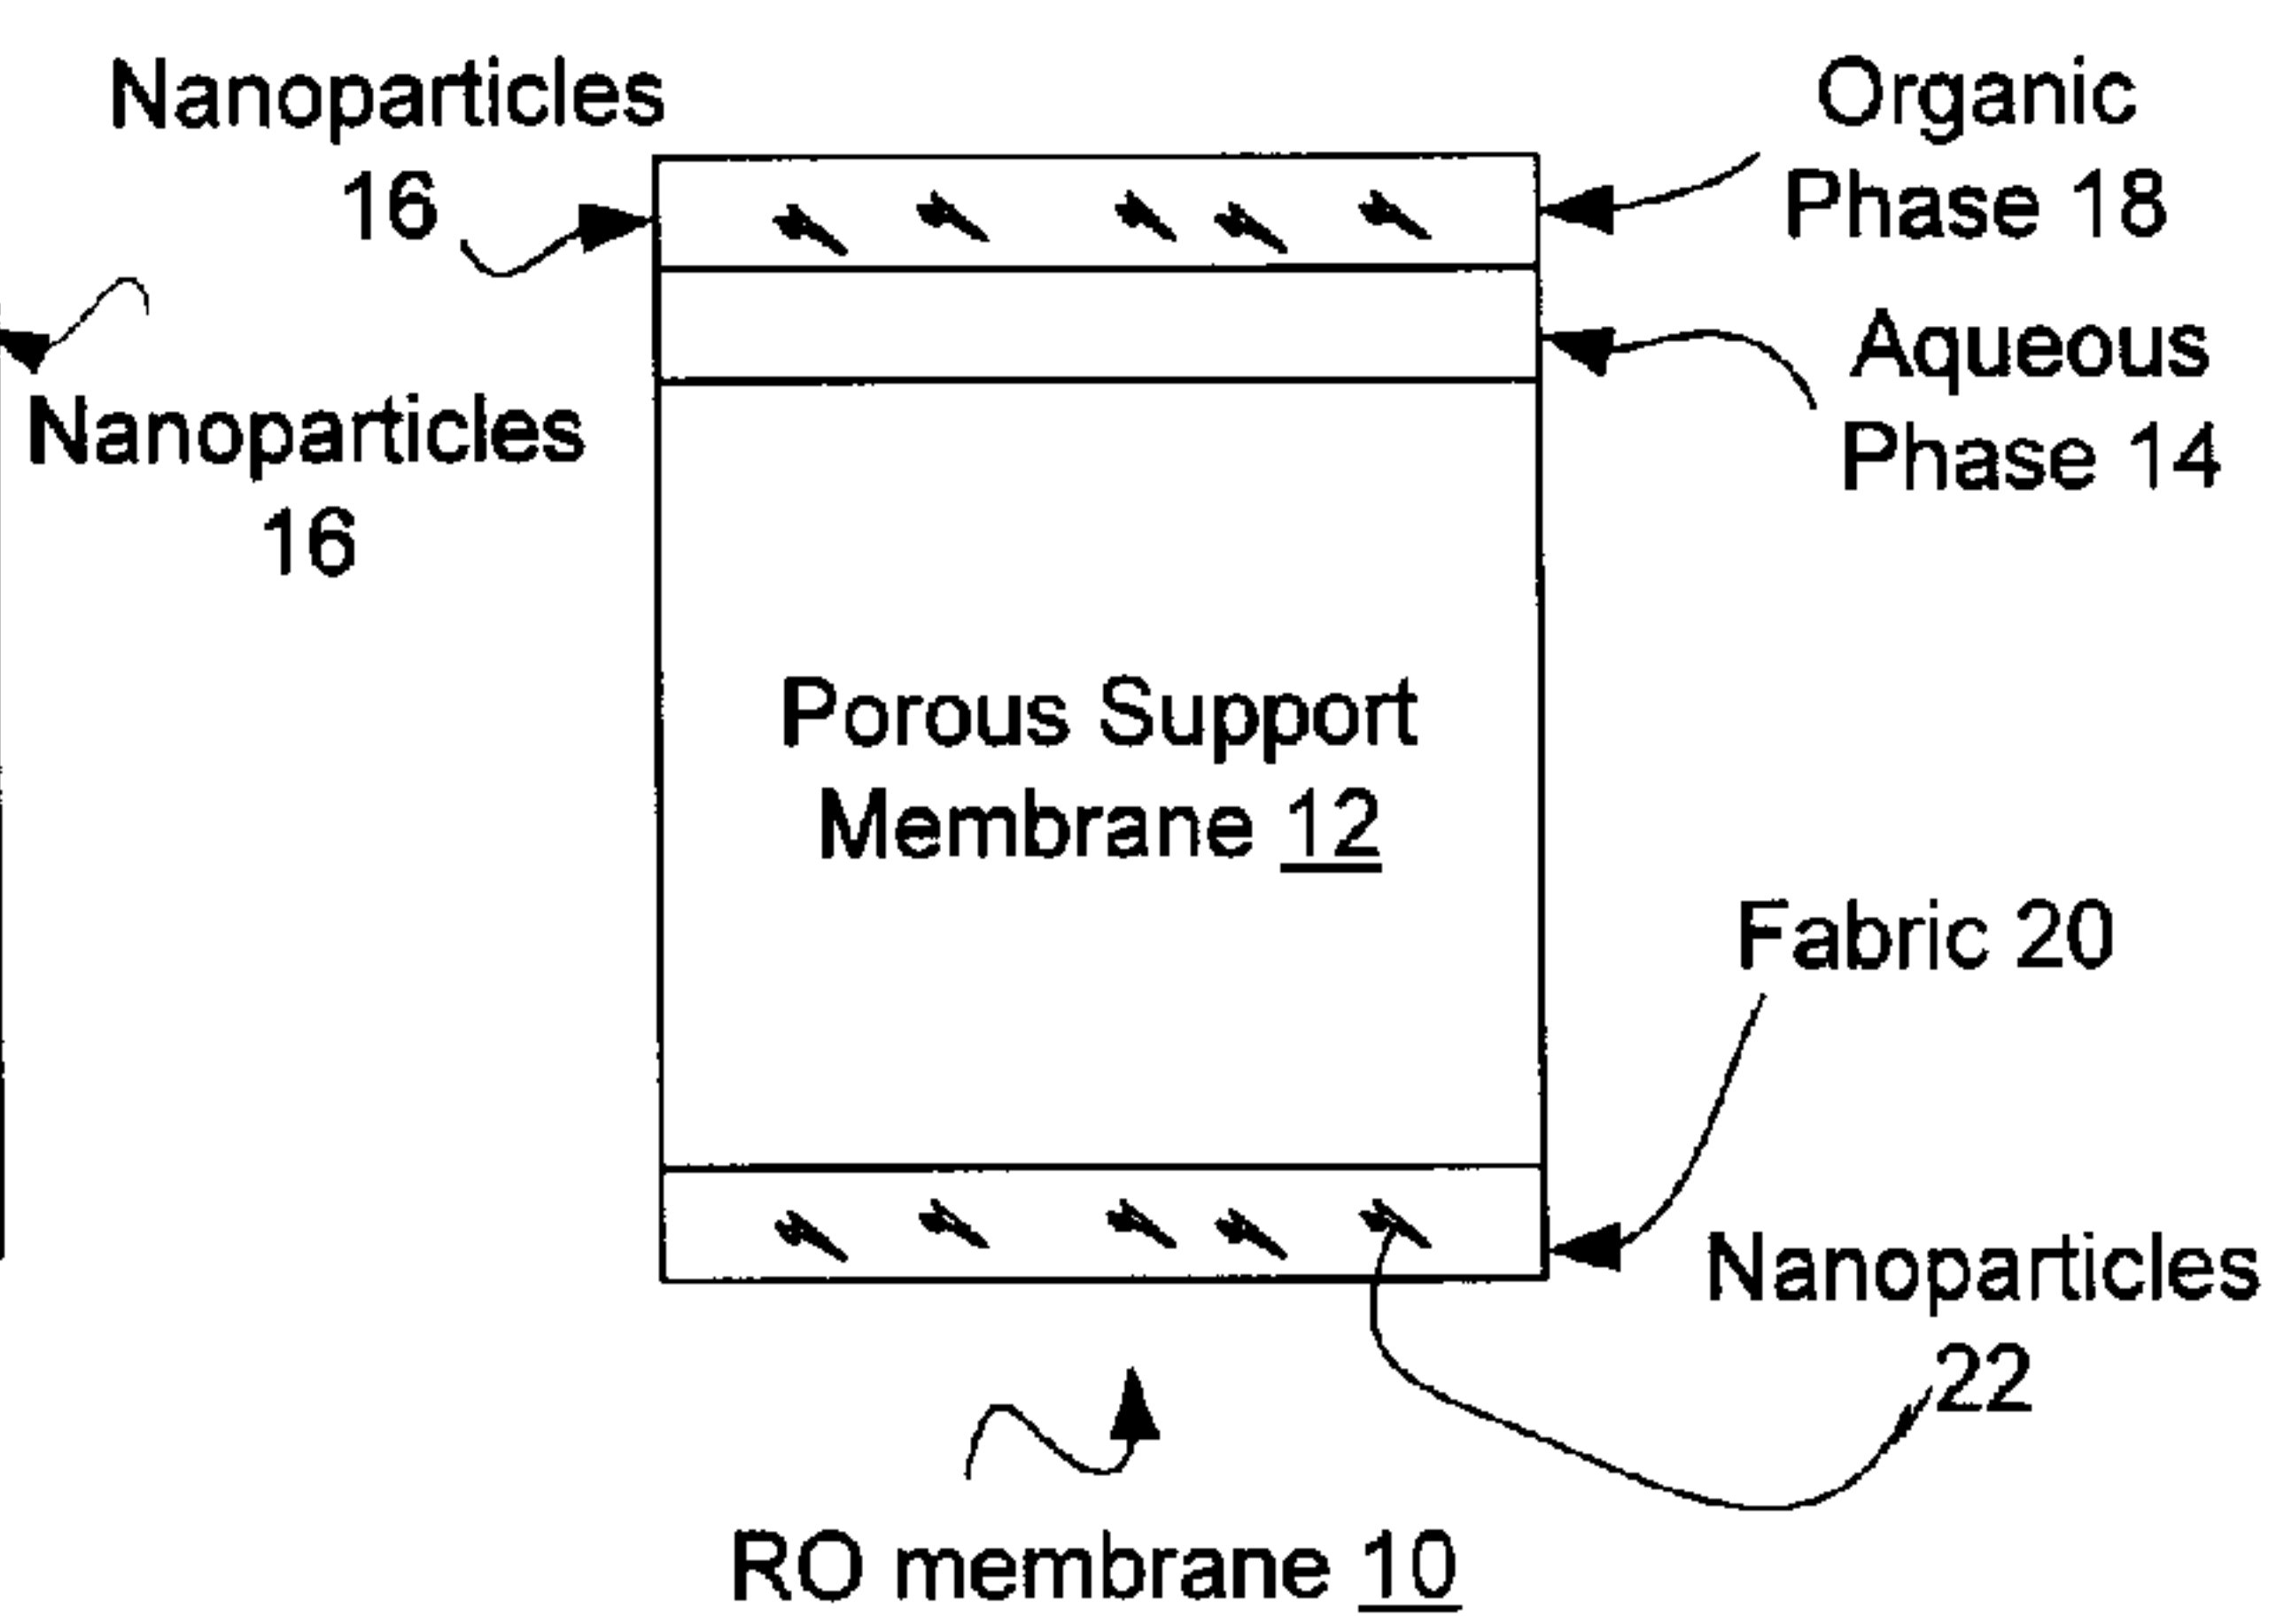 Nanoparticles
16
Organic
Phase 18
Nanoparticles
16
Aqueous
Phase 14
Porous Support
Membrane 12
Fabric 20
Nanoparticles
22
RO membrane 10